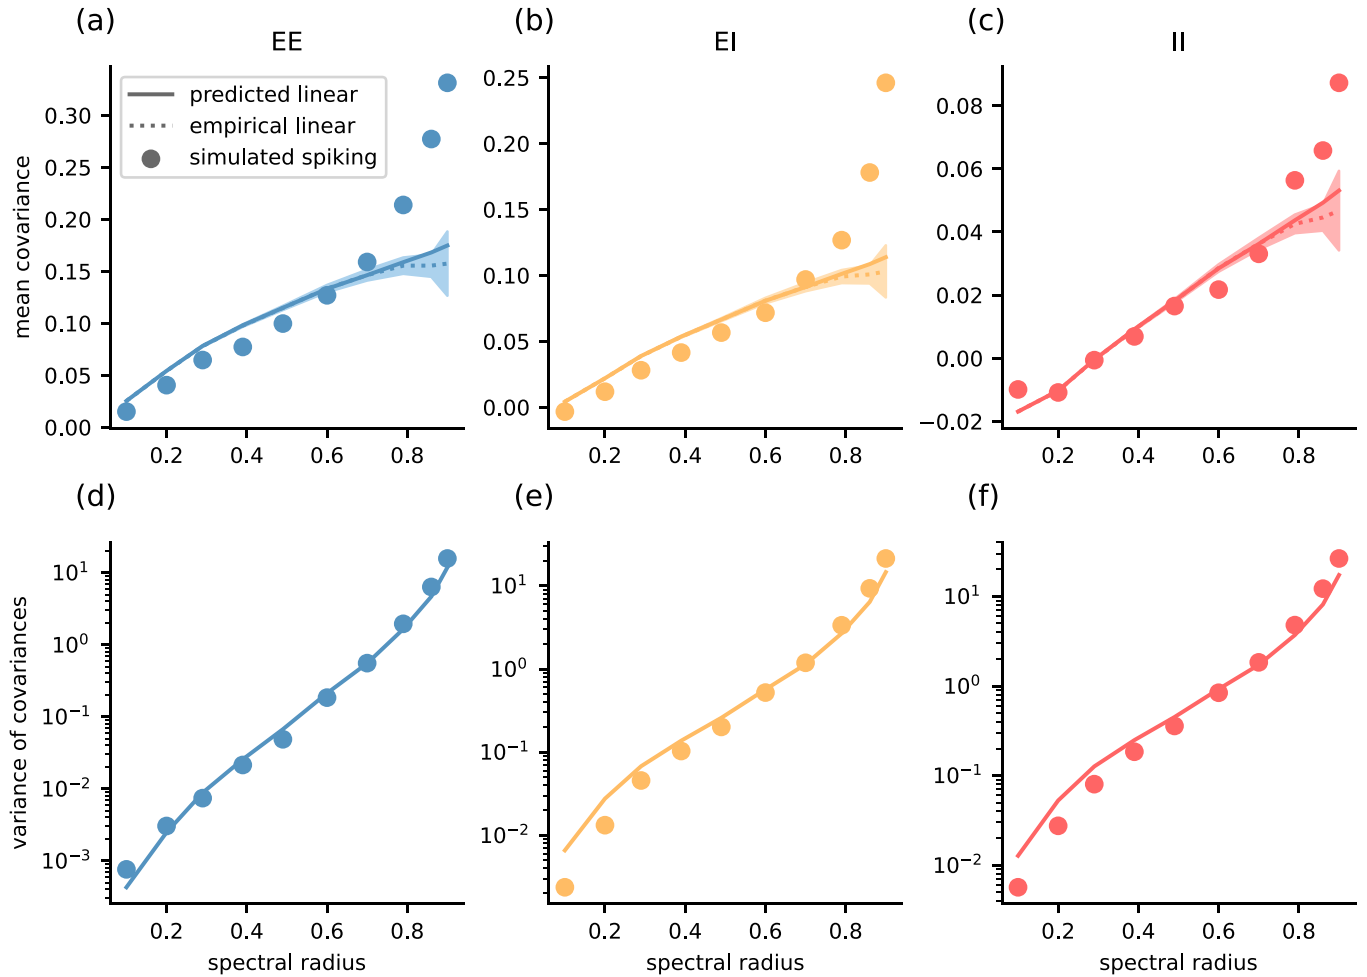 (a)
EE
(b)
EI
(c)
II
predicted linear
empirical linear
simulated spiking
mean covariance
0.30
0.25
0.20
0.15
0.10
0.05
0.00
0.2 0.4 0.6 0.8
0.25
0.20
0.15
0.10
0.05
0.00
0.2 0.4 0.6 0.8
0.08
0.06
0.04
0.02
0.00
−0.02
0.2 0.4 0.6 0.8
(d)
(e)
(f)
variance of covariances
10¹
10⁰
10⁻¹
10⁻²
10⁻³
0.2 0.4 0.6 0.8
spectral radius
10¹
10⁰
10⁻¹
10⁻²
0.2 0.4 0.6 0.8
spectral radius
10¹
10⁰
10⁻¹
10⁻²
0.2 0.4 0.6 0.8
spectral radius